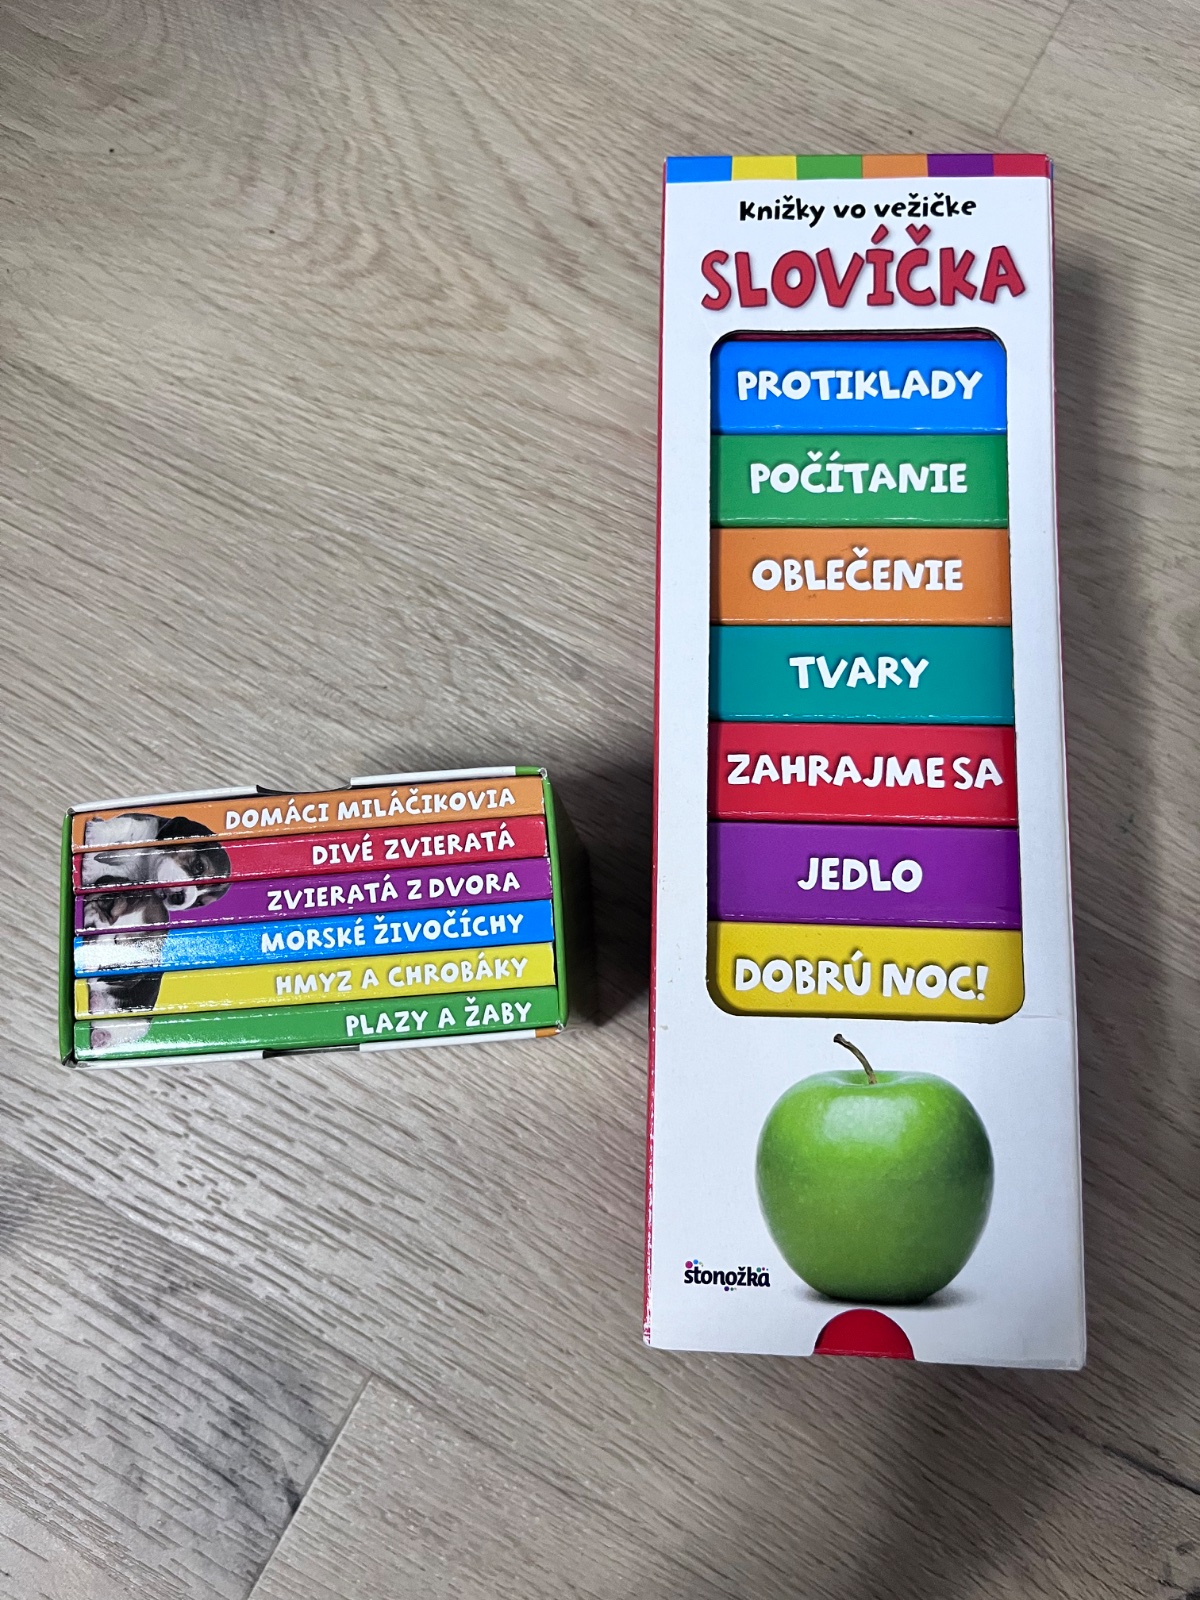 Knižky vo vežičke
SLOVÍČKA
PROTIKLADY
POČÍTANIE
OBLEČENIE
TVARY
ZAHRAJME SA
JEDLO
DOBRÚ NOC!
stonožka
DOMÁCI MILÁČIKOVIA
DIVÉ ZVIERATÁ
ZVIERATÁ Z DVORA
MORSKÉ ŽIVOČÍCHY
HMYZ A CHROBÁKY
PLAZY A ŽABY